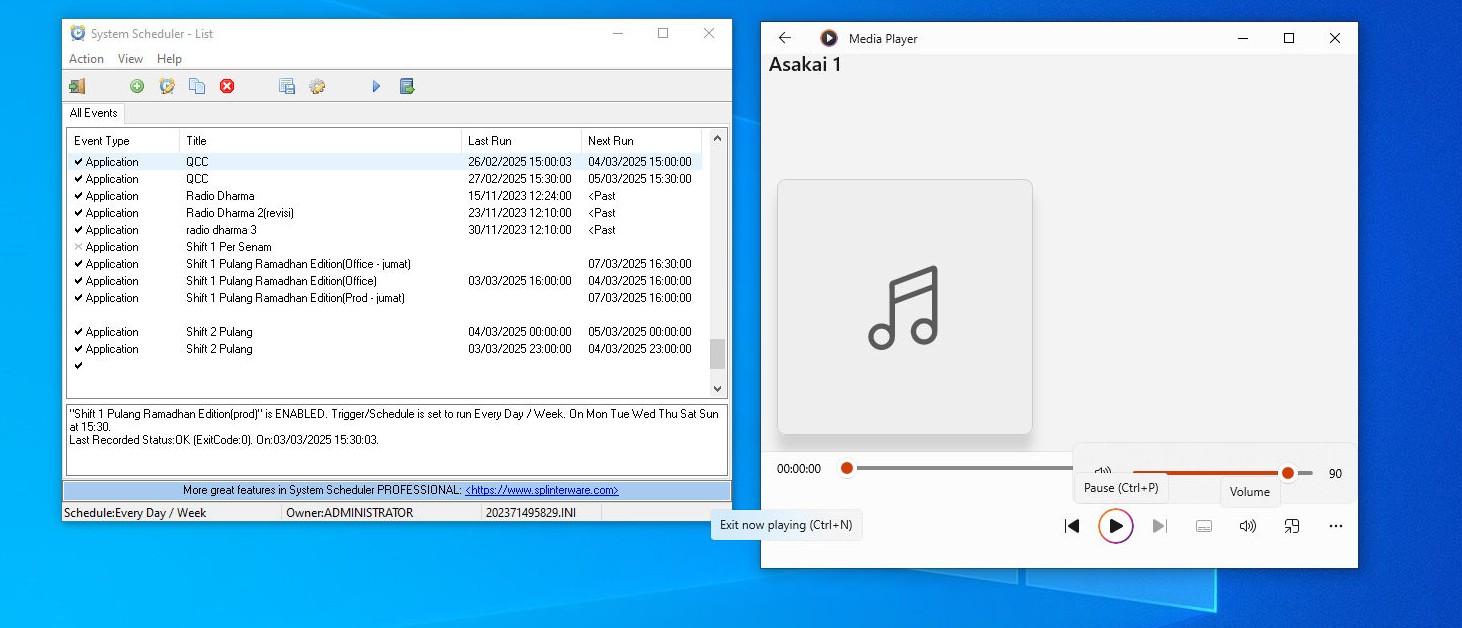 System Scheduler - List
Action View Help
All Events
Event Type Title Last Run Next Run
Application QCC 26/02/2025 15:00:03 04/03/2025 15:00:00
Application QCC 27/02/2025 15:30:00 05/03/2025 15:30:00
Application Radio Dharma 15/11/2023 12:24:00 <Past
Application Radio Dharma 2(revisi) 23/11/2023 12:10:00 <Past
Application radio dharma 3 30/11/2023 12:10:00 <Past
Application Shift 1 Per Senam
Application Shift 1 Pulang Ramadhan Edition(Office - jumat) 07/03/2025 16:30:00
Application Shift 1 Pulang Ramadhan Edition(Office) 03/03/2025 16:00:00 04/03/2025 16:00:00
Application Shift 1 Pulang Ramadhan Edition(Prod - jumat) 07/03/2025 16:00:00
Application Shift 2 Pulang 04/03/2025 00:00:00 05/03/2025 00:00:00
Application Shift 2 Pulang 03/03/2025 23:00:00 04/03/2025 23:00:00
"Shift 1 Pulang Ramadhan Edition(prod)" is ENABLED. Trigger/Schedule is set to run Every Day / Week. On Mon Tue Wed Thu Sat Sun
at 15:30.
Last Recorded Status:OK (ExitCode:0). On:03/03/2025 15:30:03.
More great features in System Scheduler PROFESSIONAL: <https://www.splinterware.com>
Schedule:Every Day / Week Owner:ADMINISTRATOR 202371495829.INI
Media Player
Asakai 1
00:00:00
90
Pause (Ctrl+P)
Volume
Exit now playing (Ctrl+N)